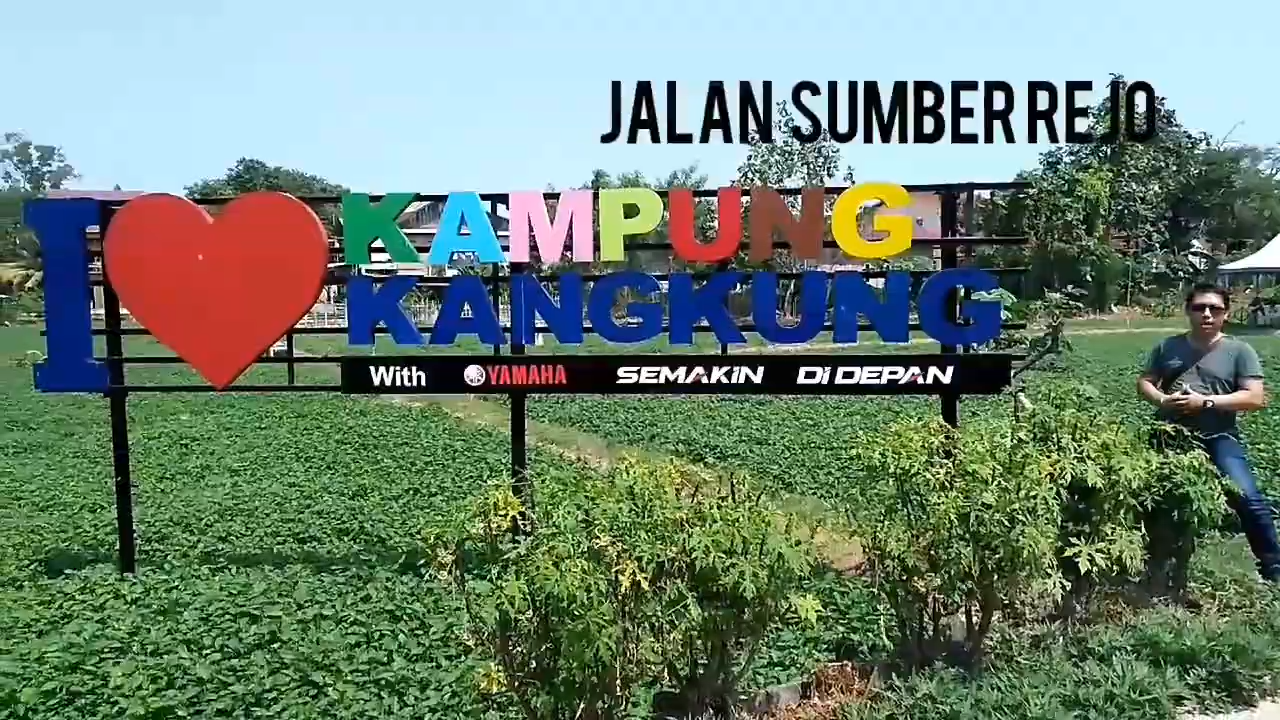 JALAN SUMBER REJO
I KAMPUNG
KANGKUNG
With YAMAHA SEMAKIN DI DEPAN